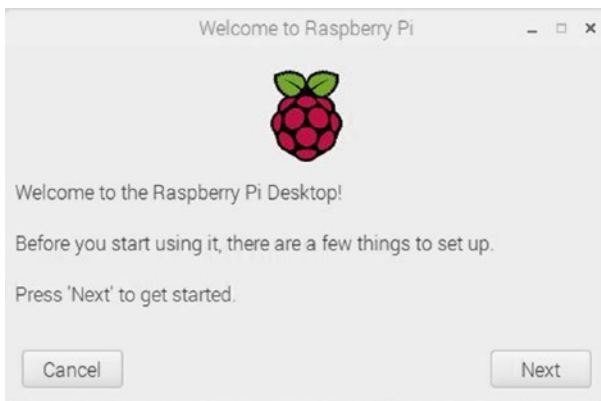 Welcome to Raspberry Pi
Welcome to the Raspberry Pi Desktop!
Before you start using it, there are a few things to set up.
Press 'Next' to get started.
Cancel
Next